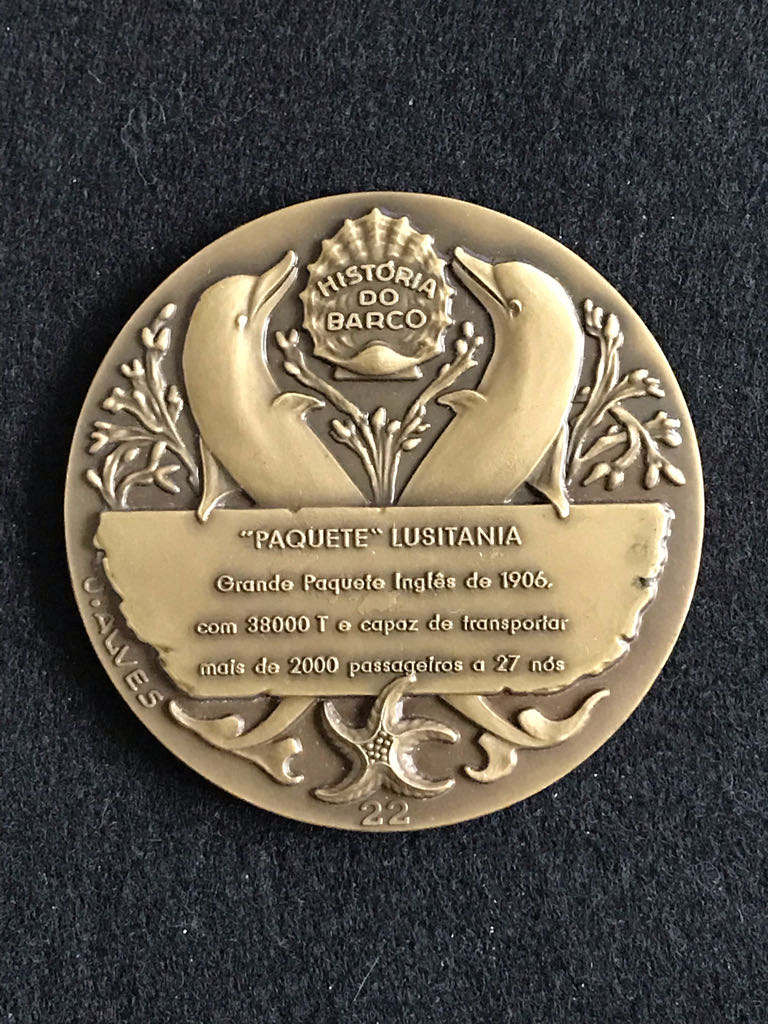 HISTÓRIA
DO
BARCO
"PAQUETE" LUSITANIA
Grande Paquete Inglês de 1906,
com 38000 T e capaz de transportar
mais de 2000 passageiros a 27 nós
J. ALVES
22